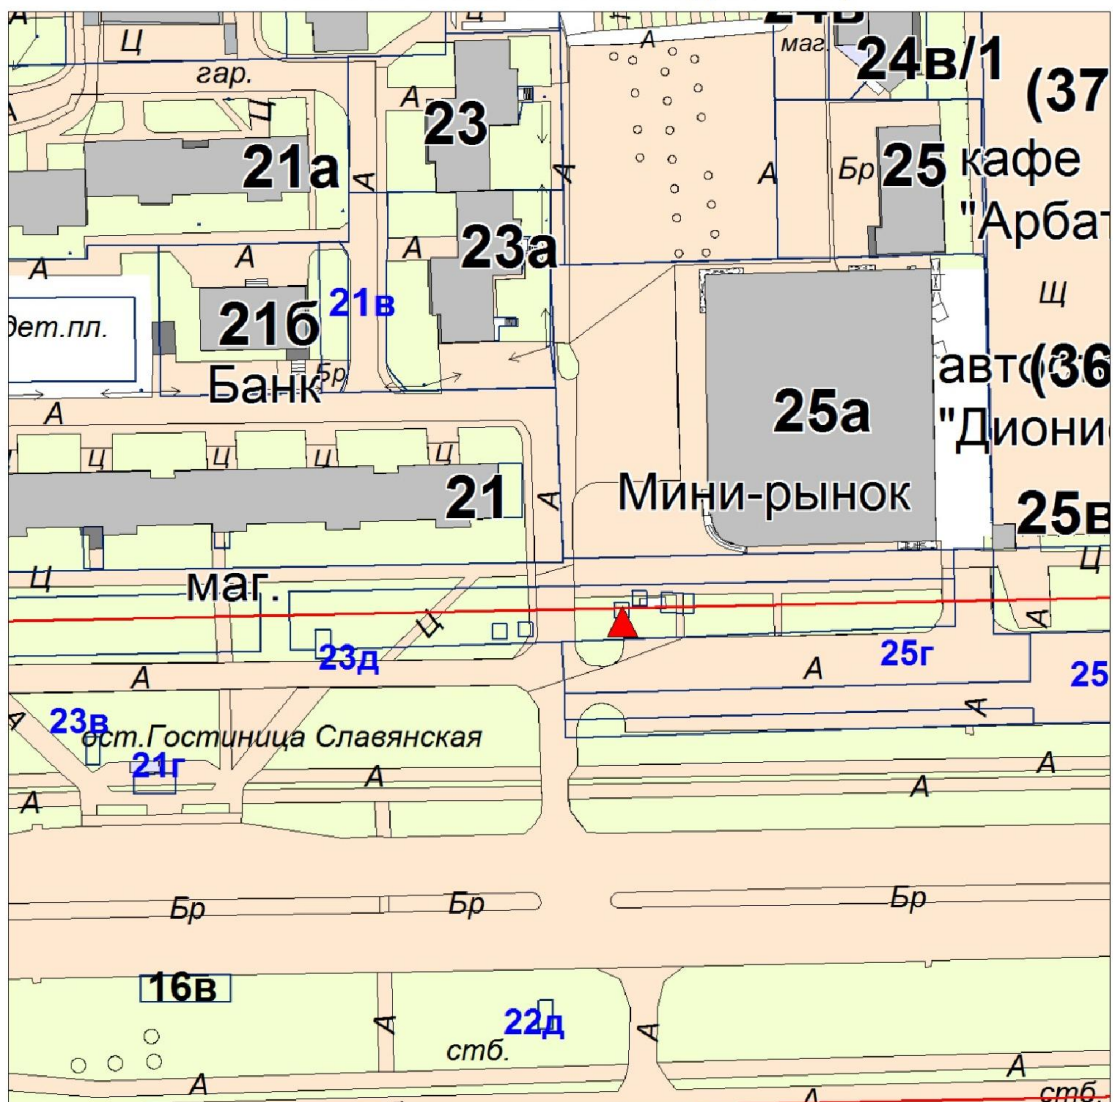 24в
Ц
А
маг.
24в/1
гар.
(37
А
Ц
23
21а
А
А
А
Бр
25
кафе
"Арбат
А
А
А
23а
21в
21б
Щ
дет.пл.
Бр
Банк
авто
(36
25а
"Диони
А
Ц
Ц
Ц
Ц
21
А
Мини-рынок
25в
Ц
Ц
маг.
Ц
А
23д
А
25г
25
А
А
А
23в
ост.Гостиница Славянская
21г
А
А
А
А
Бр
Бр
Бр
16в
22д
А
А
стб.
А
А
А
стб.